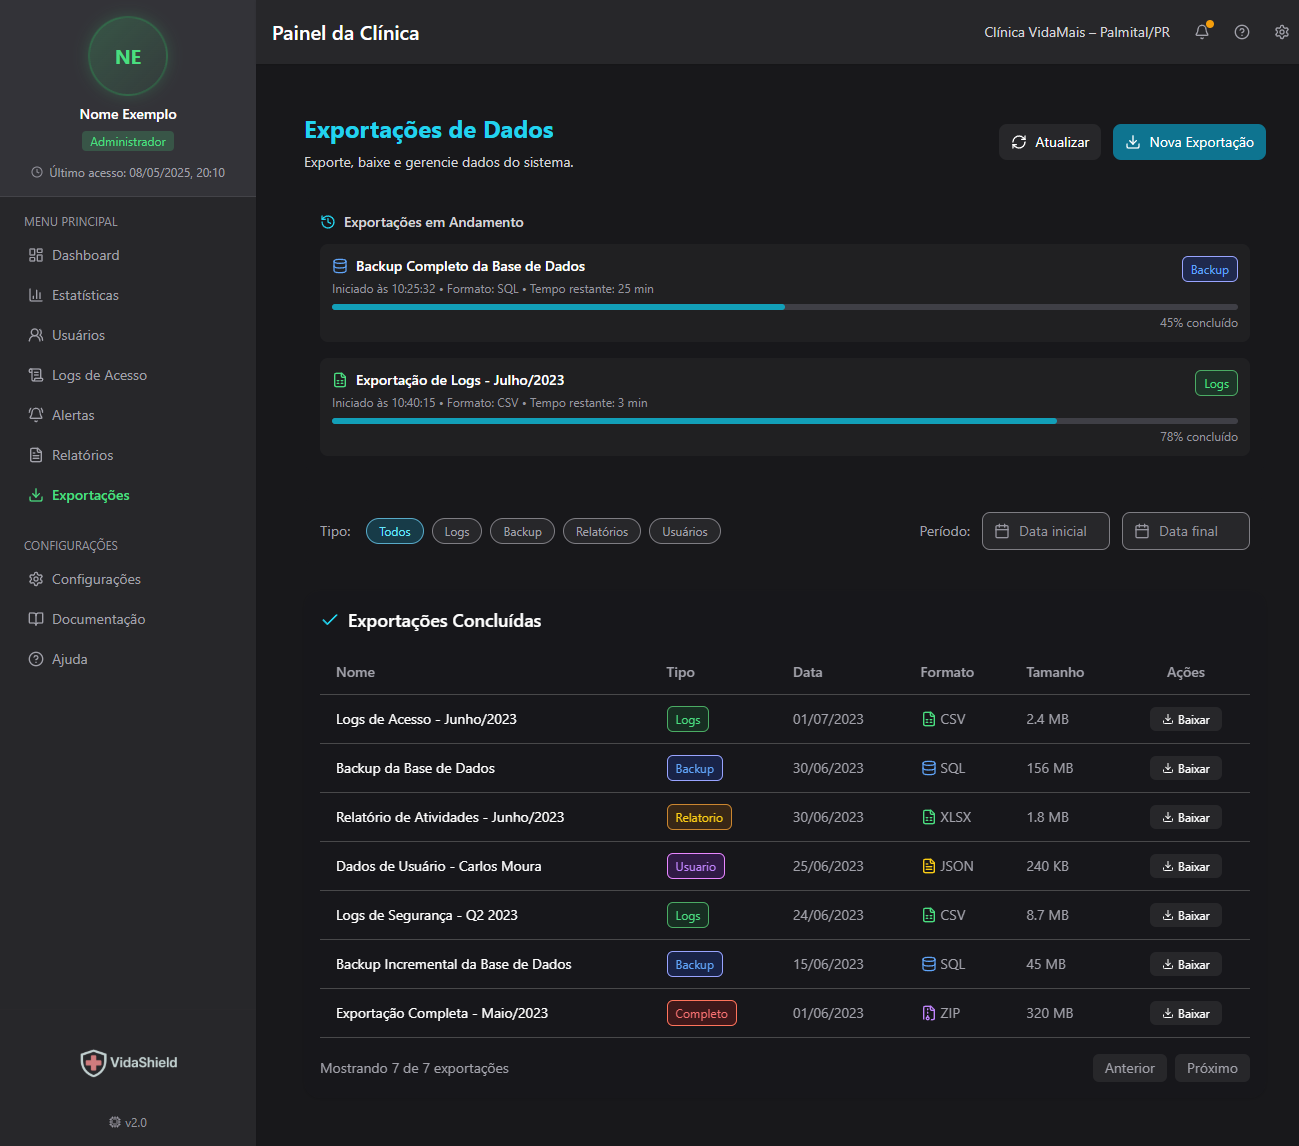 NE
Nome Exemplo
Administrador
Último acesso: 08/05/2025, 20:10
MENU PRINCIPAL
Dashboard
Estatísticas
Usuários
Logs de Acesso
Alertas
Relatórios
Exportações
CONFIGURAÇÕES
Configurações
Documentação
Ajuda
VidaShield
v2.0
Painel da Clínica
Clínica VidaMais – Palmital/PR
Exportações de Dados
Exporte, baixe e gerencie dados do sistema.
Atualizar
Nova Exportação
Exportações em Andamento
Backup Completo da Base de Dados
Backup
Iniciado às 10:25:32 • Formato: SQL • Tempo restante: 25 min
45% concluído
Exportação de Logs - Julho/2023
Logs
Iniciado às 10:40:15 • Formato: CSV • Tempo restante: 3 min
78% concluído
Tipo: Todos Logs Backup Relatórios Usuários Período: Data inicial Data final
Exportações Concluídas
Nome Tipo Data Formato Tamanho Ações
Logs de Acesso - Junho/2023 Logs 01/07/2023 CSV 2.4 MB Baixar
Backup da Base de Dados Backup 30/06/2023 SQL 156 MB Baixar
Relatório de Atividades - Junho/2023 Relatorio 30/06/2023 XLSX 1.8 MB Baixar
Dados de Usuário - Carlos Moura Usuario 25/06/2023 JSON 240 KB Baixar
Logs de Segurança - Q2 2023 Logs 24/06/2023 CSV 8.7 MB Baixar
Backup Incremental da Base de Dados Backup 15/06/2023 SQL 45 MB Baixar
Exportação Completa - Maio/2023 Completo 01/06/2023 ZIP 320 MB Baixar
Mostrando 7 de 7 exportações
Anterior Próximo